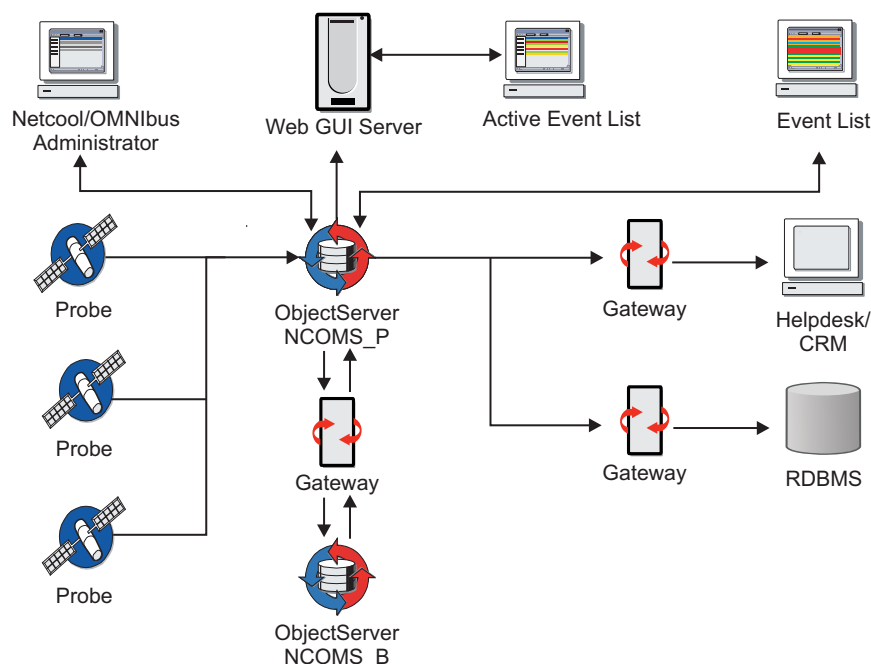 Netcool/OMNIbus
Administrator
Web GUI Server
Active Event List
Event List
Probe
ObjectServer
NCOMS_P
Gateway
Helpdesk/
CRM
Probe
Gateway
Gateway
RDBMS
Probe
ObjectServer
NCOMS_B